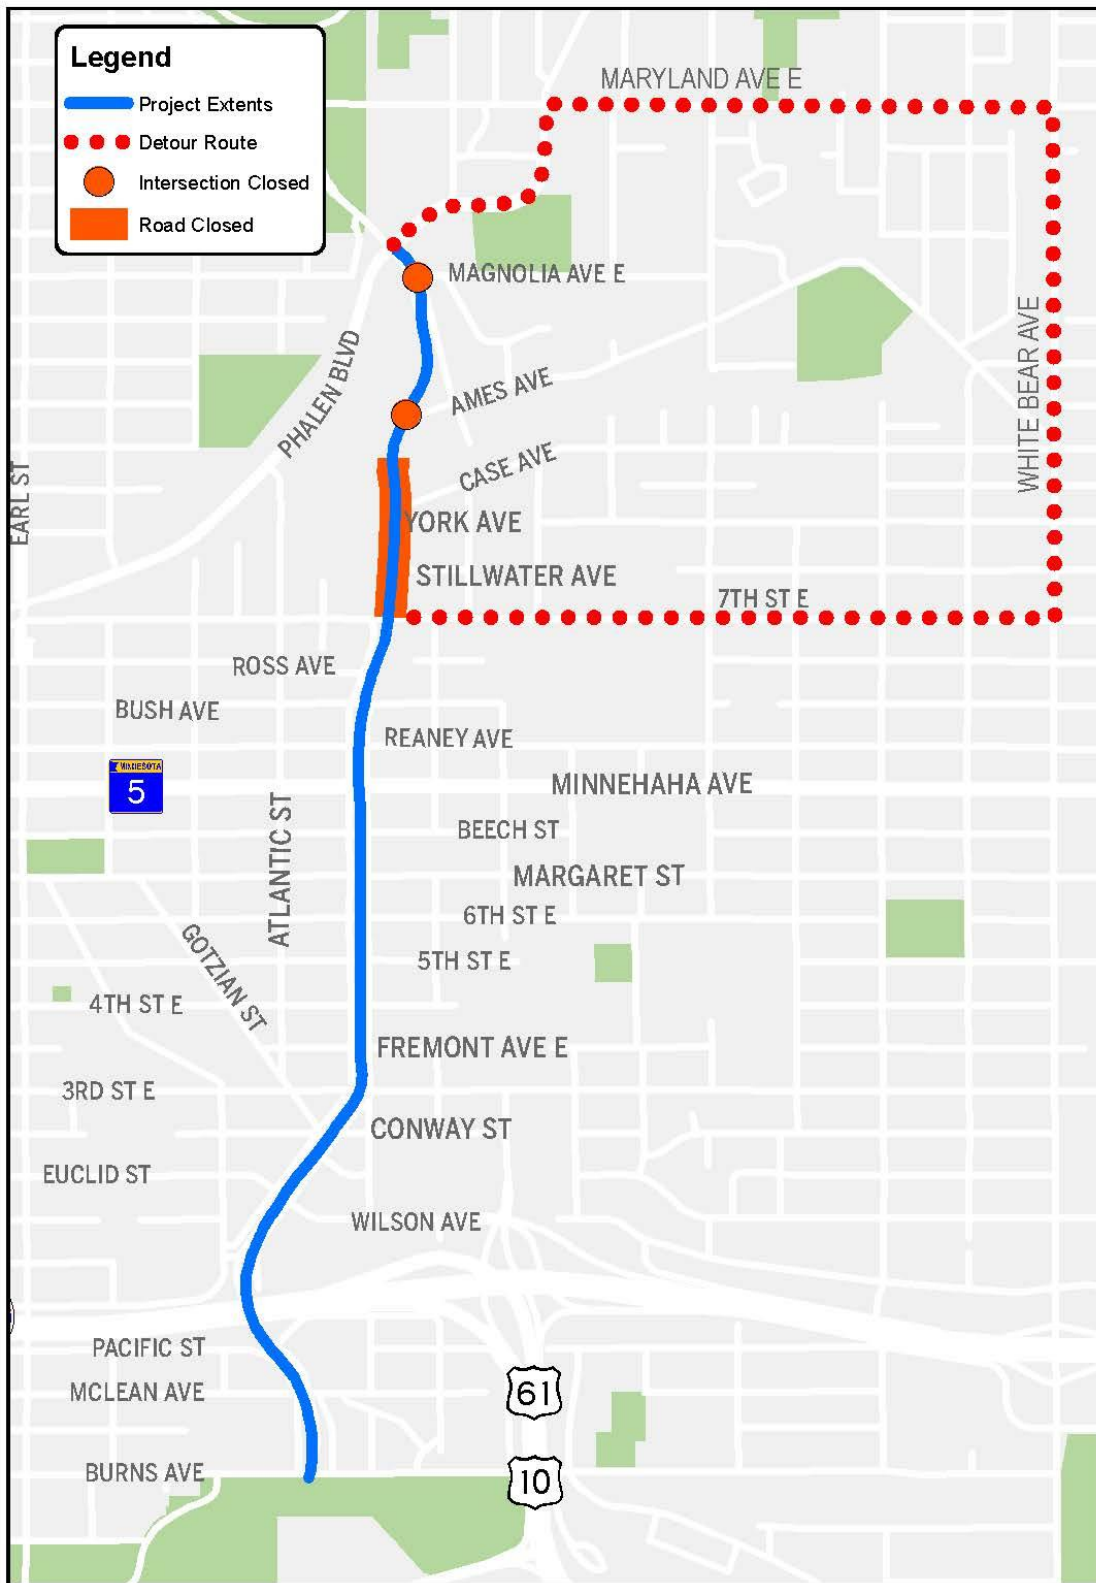 Legend
Project Extents
Detour Route
Intersection Closed
Road Closed
MARYLAND AVE E
MAGNOLIA AVE E
PHALEN BLVD
AMES AVE
WHITE BEAR AVE
CASE AVE
EARL ST
YORK AVE
STILLWATER AVE
7TH ST E
ROSS AVE
BUSH AVE
REANEY AVE
MINNESOTA
5
MINNEHAHA AVE
ATLANTIC ST
BEECH ST
MARGARET ST
6TH ST E
GOTZIAN ST
5TH ST E
4TH ST E
FREMONT AVE E
3RD ST E
CONWAY ST
EUCLID ST
WILSON AVE
PACIFIC ST
MCLEAN AVE
61
BURNS AVE
10